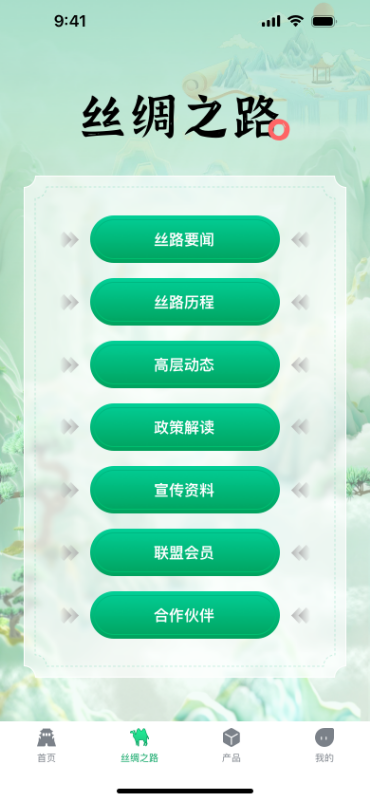 9:41
丝绸之路
丝路要闻
丝路历程
高层动态
政策解读
宣传资料
联盟会员
合作伙伴
首页
丝绸之路
产品
我的